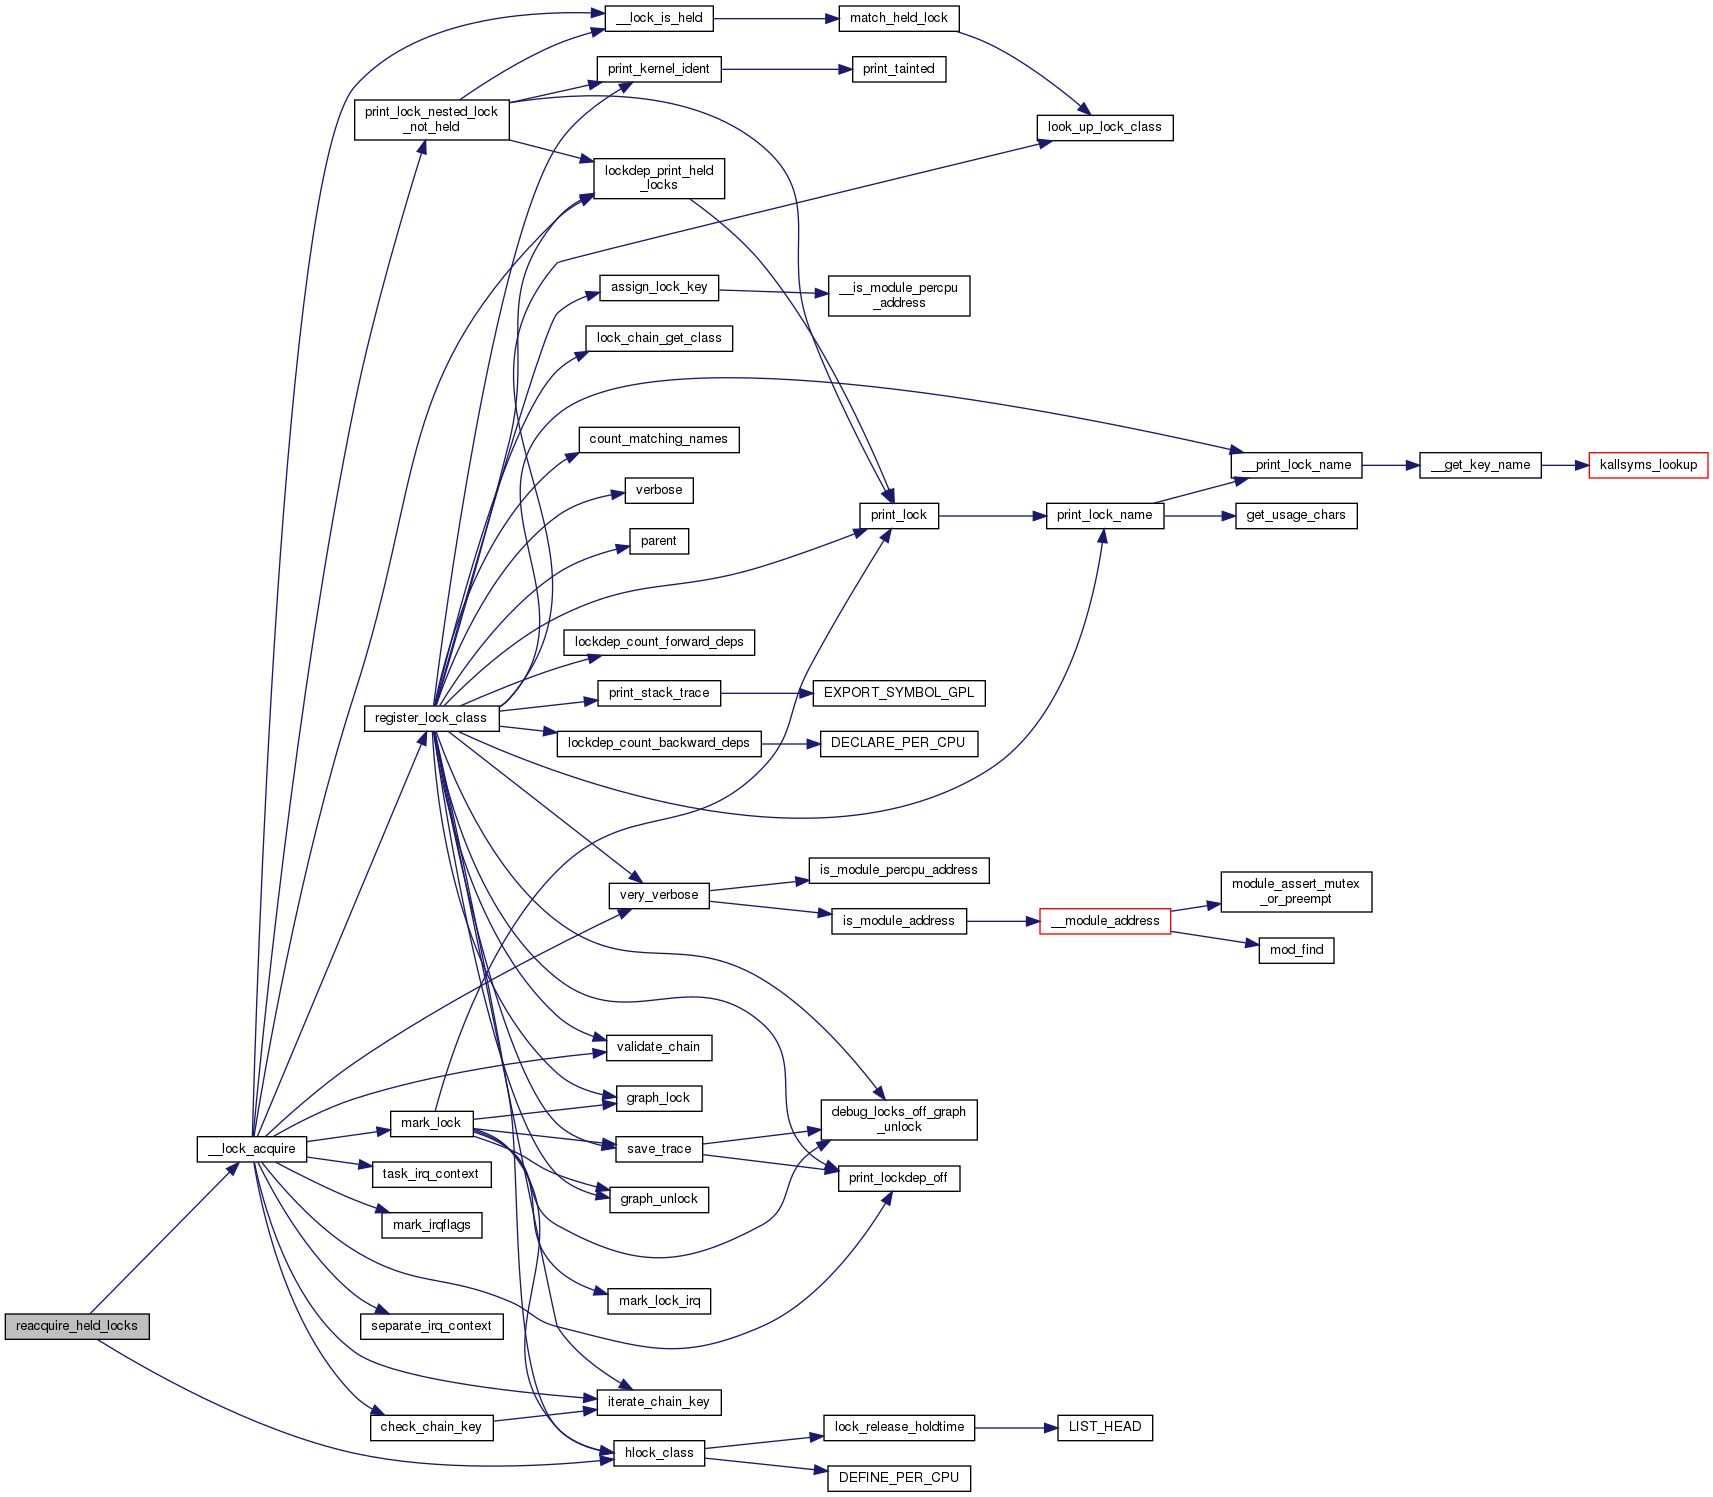 __lock_is_held
match_held_lock
print_kernel_ident
print_tainted
print_lock_nested_lock
_not_held
look_up_lock_class
lockdep_print_held
_locks
assign_lock_key
__is_module_percpu
_address
lock_chain_get_class
count_matching_names
__print_lock_name
__get_key_name
kallsyms_lookup
verbose
print_lock
print_lock_name
get_usage_chars
parent
lockdep_count_forward_deps
print_stack_trace
EXPORT_SYMBOL_GPL
register_lock_class
lockdep_count_backward_deps
DECLARE_PER_CPU
is_module_percpu_address
very_verbose
module_assert_mutex
_or_preempt
is_module_address
__module_address
mod_find
validate_chain
graph_lock
debug_locks_off_graph
_unlock
mark_lock
__lock_acquire
save_trace
task_irq_context
print_lockdep_off
graph_unlock
mark_irqflags
mark_lock_irq
reacquire_held_locks
separate_irq_context
iterate_chain_key
check_chain_key
lock_release_holdtime
LIST_HEAD
hlock_class
DEFINE_PER_CPU